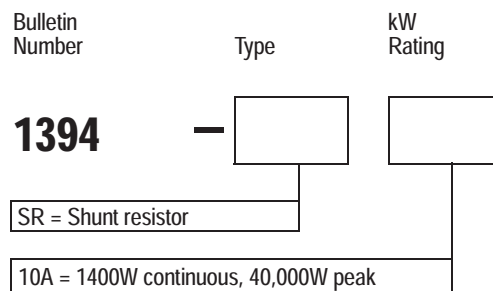 Bulletin
Number
Type
kW
Rating
1394 –
SR = Shunt resistor
10A = 1400W continuous, 40,000W peak